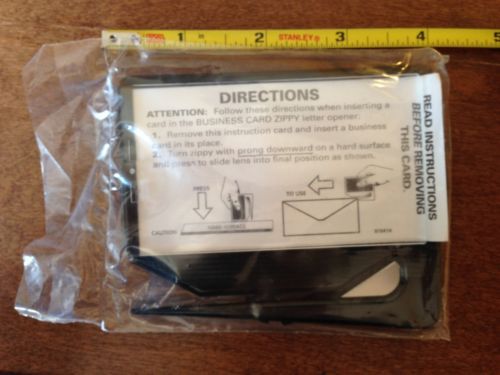 1 2 STANLEY 3 4 5
DIRECTIONS
ATTENTION: Follow these directions when inserting a
card in the BUSINESS CARD ZIPPY letter opener:
1. Remove this instruction card and insert a business
card in its place.
2. Turn zippy with prong downward on a hard surface
and press to slide lens into final position as shown.
PRESS
TO USE
CAUTION:
HARD SURFACE
READ INSTRUCTIONS
BEFORE REMOVING
THIS CARD.